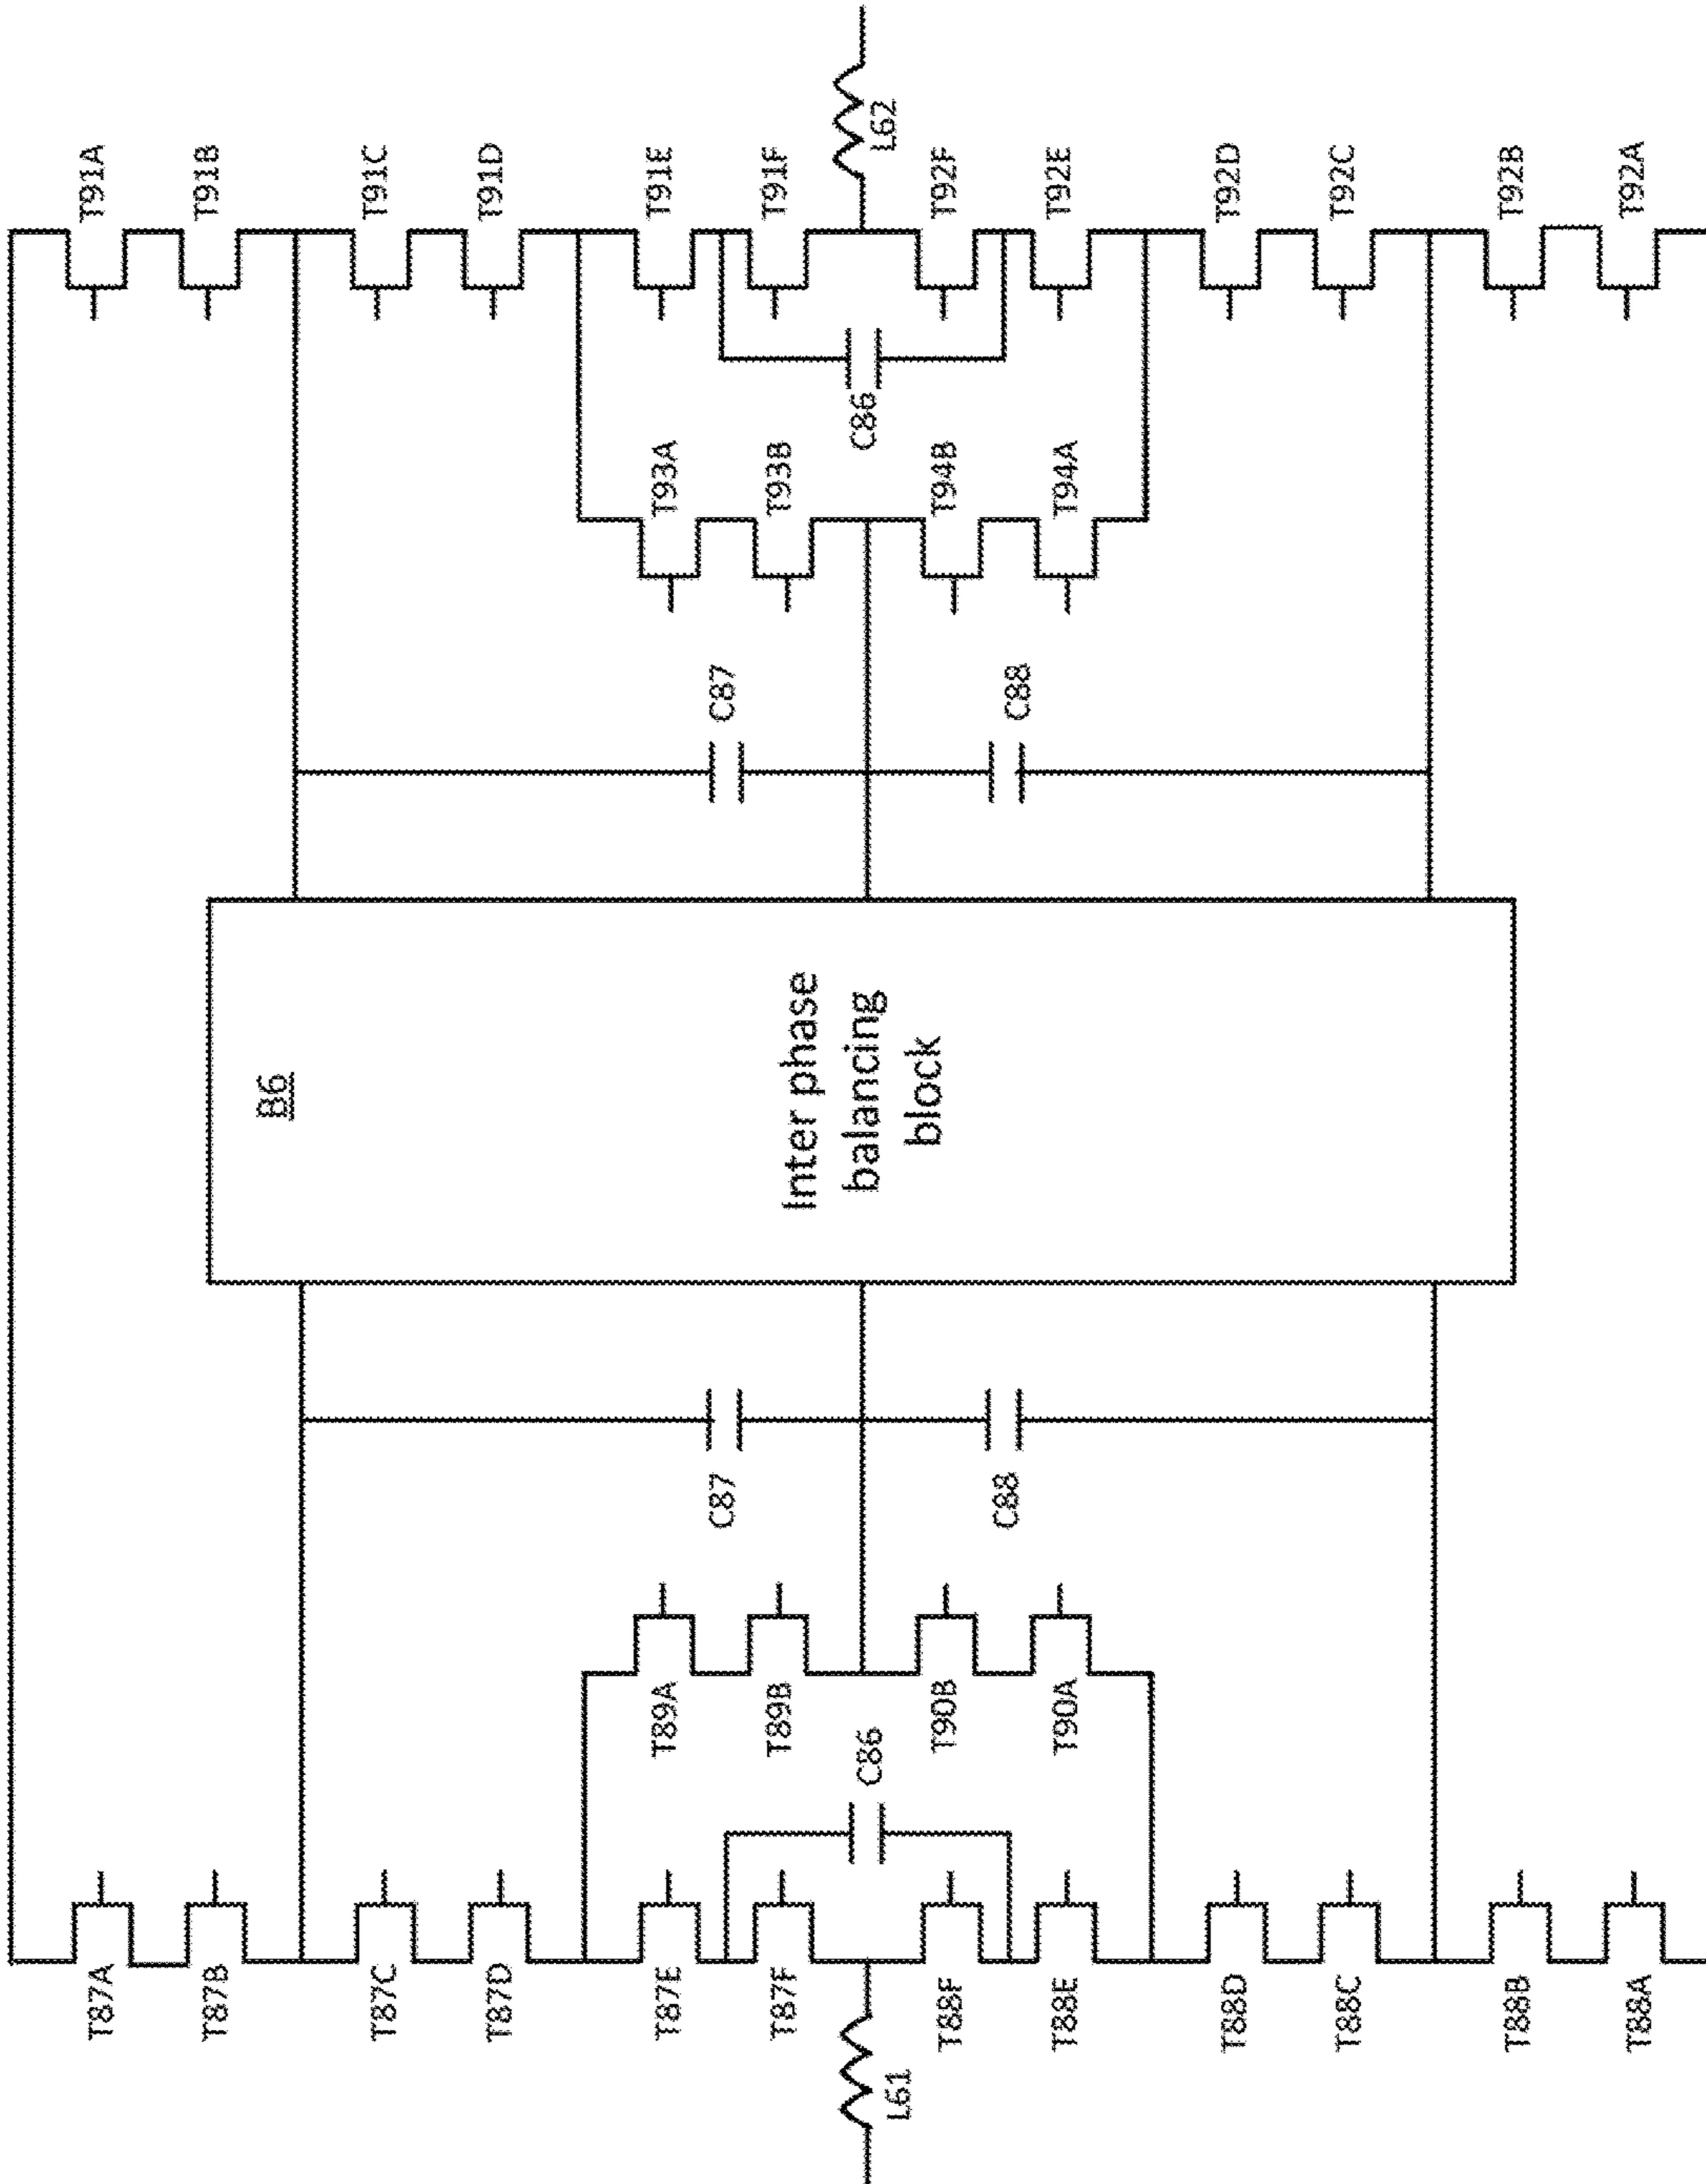 T87A
T91A
T87B
T91B
B6
T87C
T91C
T87D
T91D
T87E
T89A
T93A
T91E
C87
C87
T87F
T89B
T93B
T91F
Inter phase
balancing
block
C86
C86
L61
L62
T88F
T90B
T94B
T92F
C88
C88
T88E
T90A
T94A
T92E
T88D
T92D
T88C
T92C
T88B
T92B
T88A
T92A